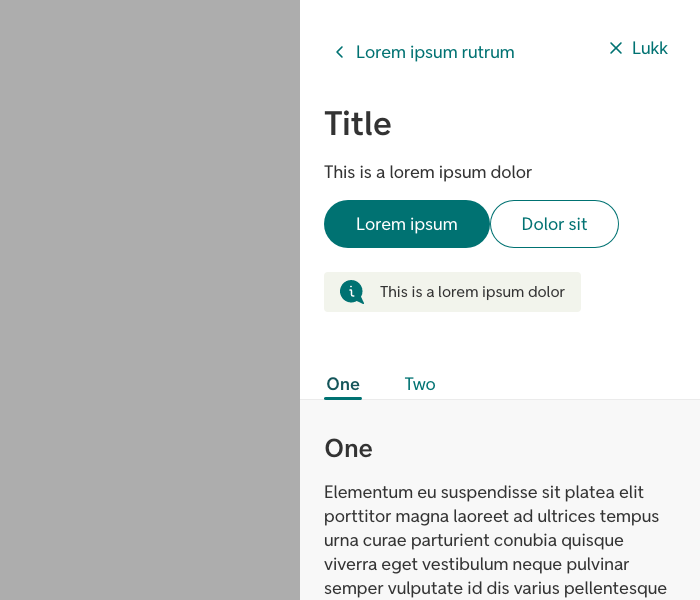 Lorem ipsum rutrum
Lukk
Title
This is a lorem ipsum dolor
Lorem ipsum
Dolor sit
This is a lorem ipsum dolor
One
Two
One
Elementum eu suspendisse sit platea elit
porttitor magna laoreet ad ultrices tempus
urna curae parturient conubia quisque
viverra eget vestibulum neque pulvinar
semper vulputate id dis varius pellentesque